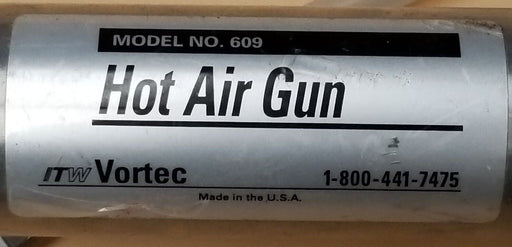 MODEL NO. 609
Hot Air Gun
ITW Vortec 1-800-441-7475
Made in the U.S.A.